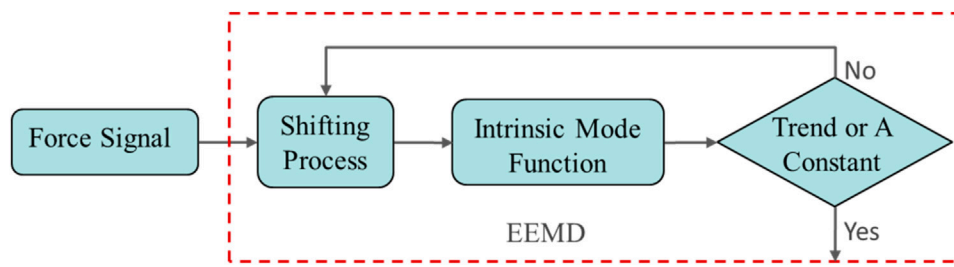 No
Force Signal
Shifting
Process
Intrinsic Mode
Function
Trend or A
Constant
EEMD
Yes